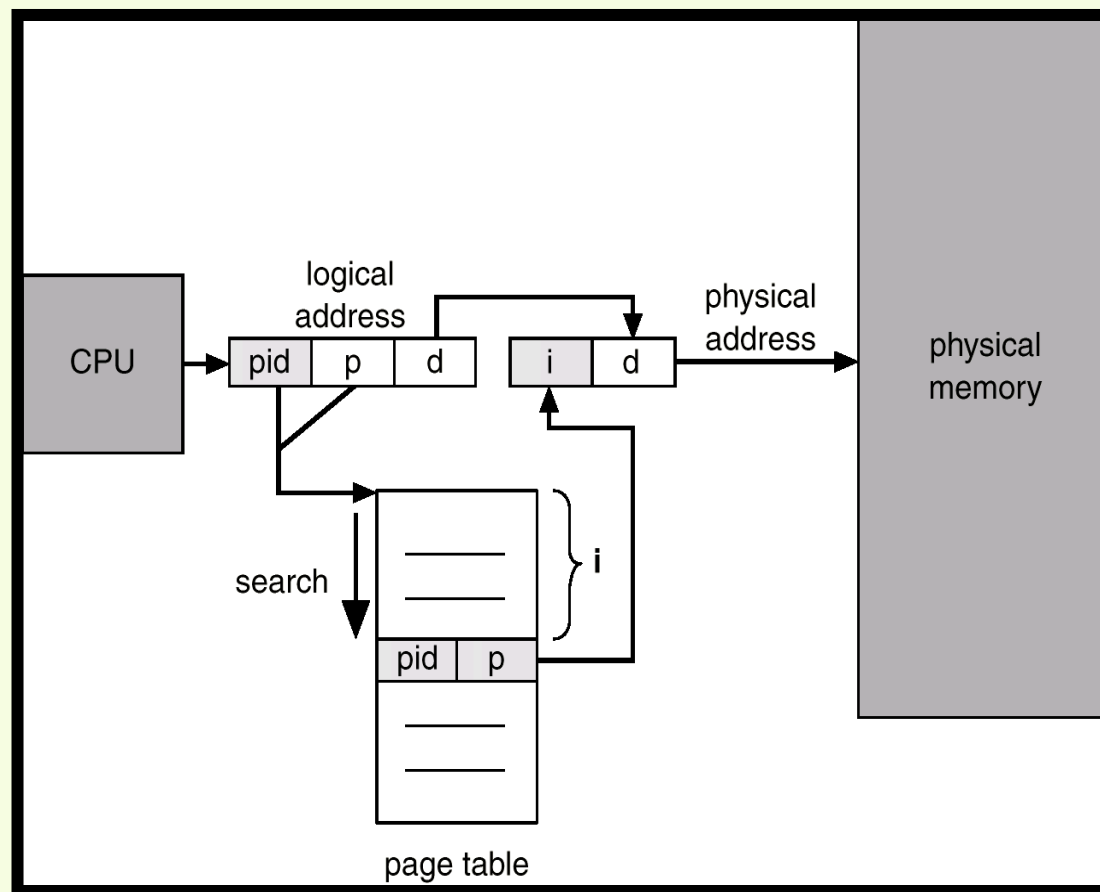 logical
address
physical
address
CPU
pid
p
d
i
d
physical
memory
i
search
pid
p
page table